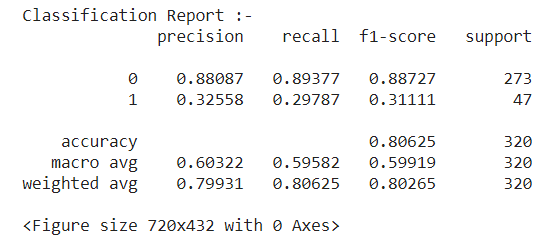 Classification Report :-
precision recall f1-score support
0 0.88087 0.89377 0.88727 273
1 0.32558 0.29787 0.31111 47
accuracy 0.80625 320
macro avg 0.60322 0.59582 0.59919 320
weighted avg 0.79931 0.80625 0.80265 320
<Figure size 720x432 with 0 Axes>